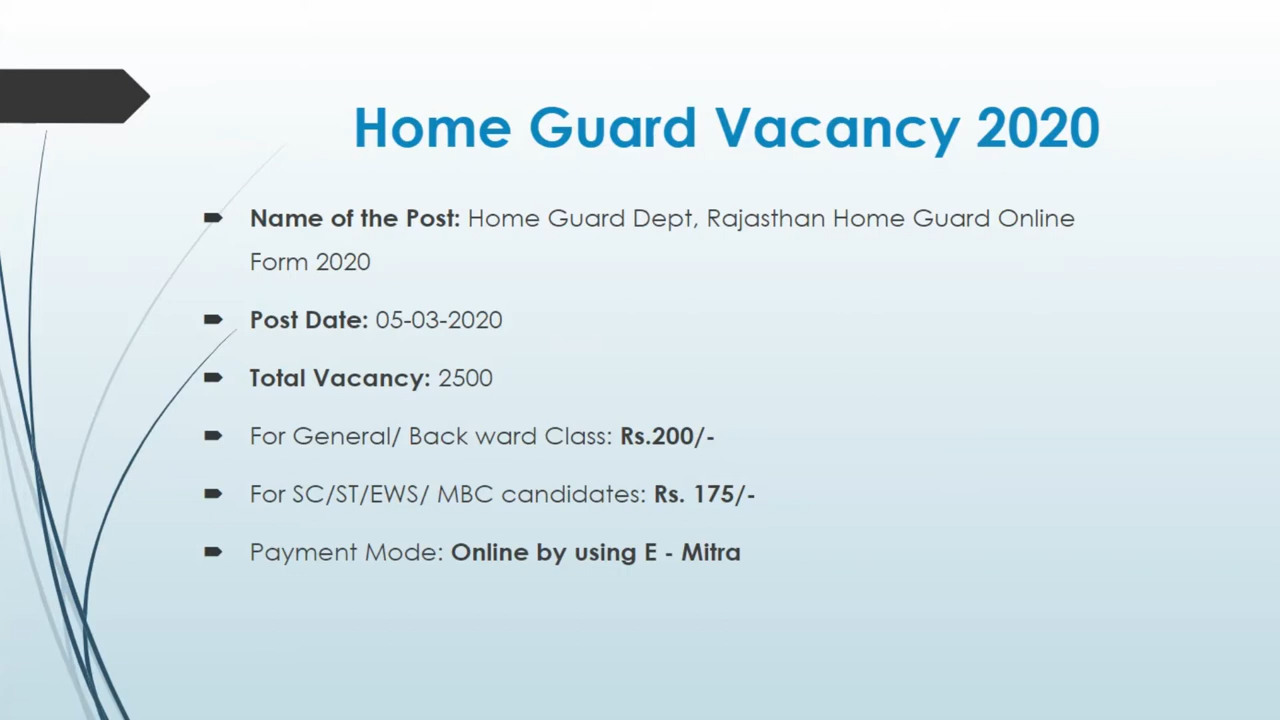 Home Guard Vacancy 2020
Name of the Post: Home Guard Dept, Rajasthan Home Guard Online
Form 2020
Post Date: 05-03-2020
Total Vacancy: 2500
For General/ Back ward Class: Rs.200/-
For SC/ST/EWS/ MBC candidates: Rs. 175/-
Payment Mode: Online by using E - Mitra